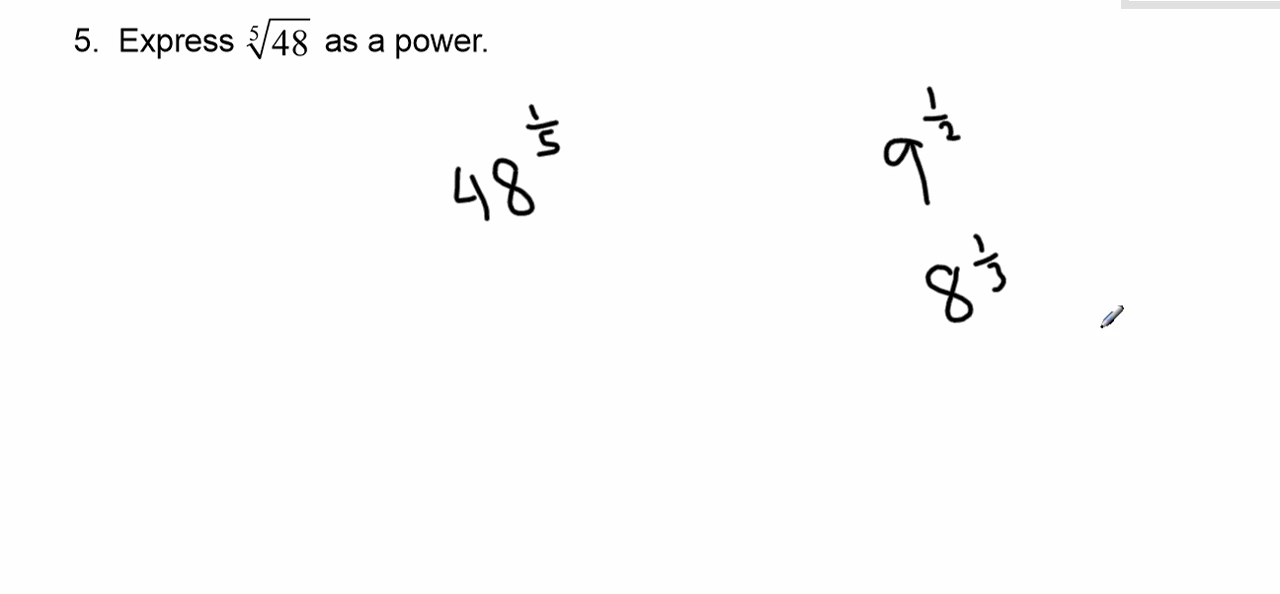 5. Express ⁵√48 as a power.
48^(1/5)
9^(1/2)
8^(1/3)